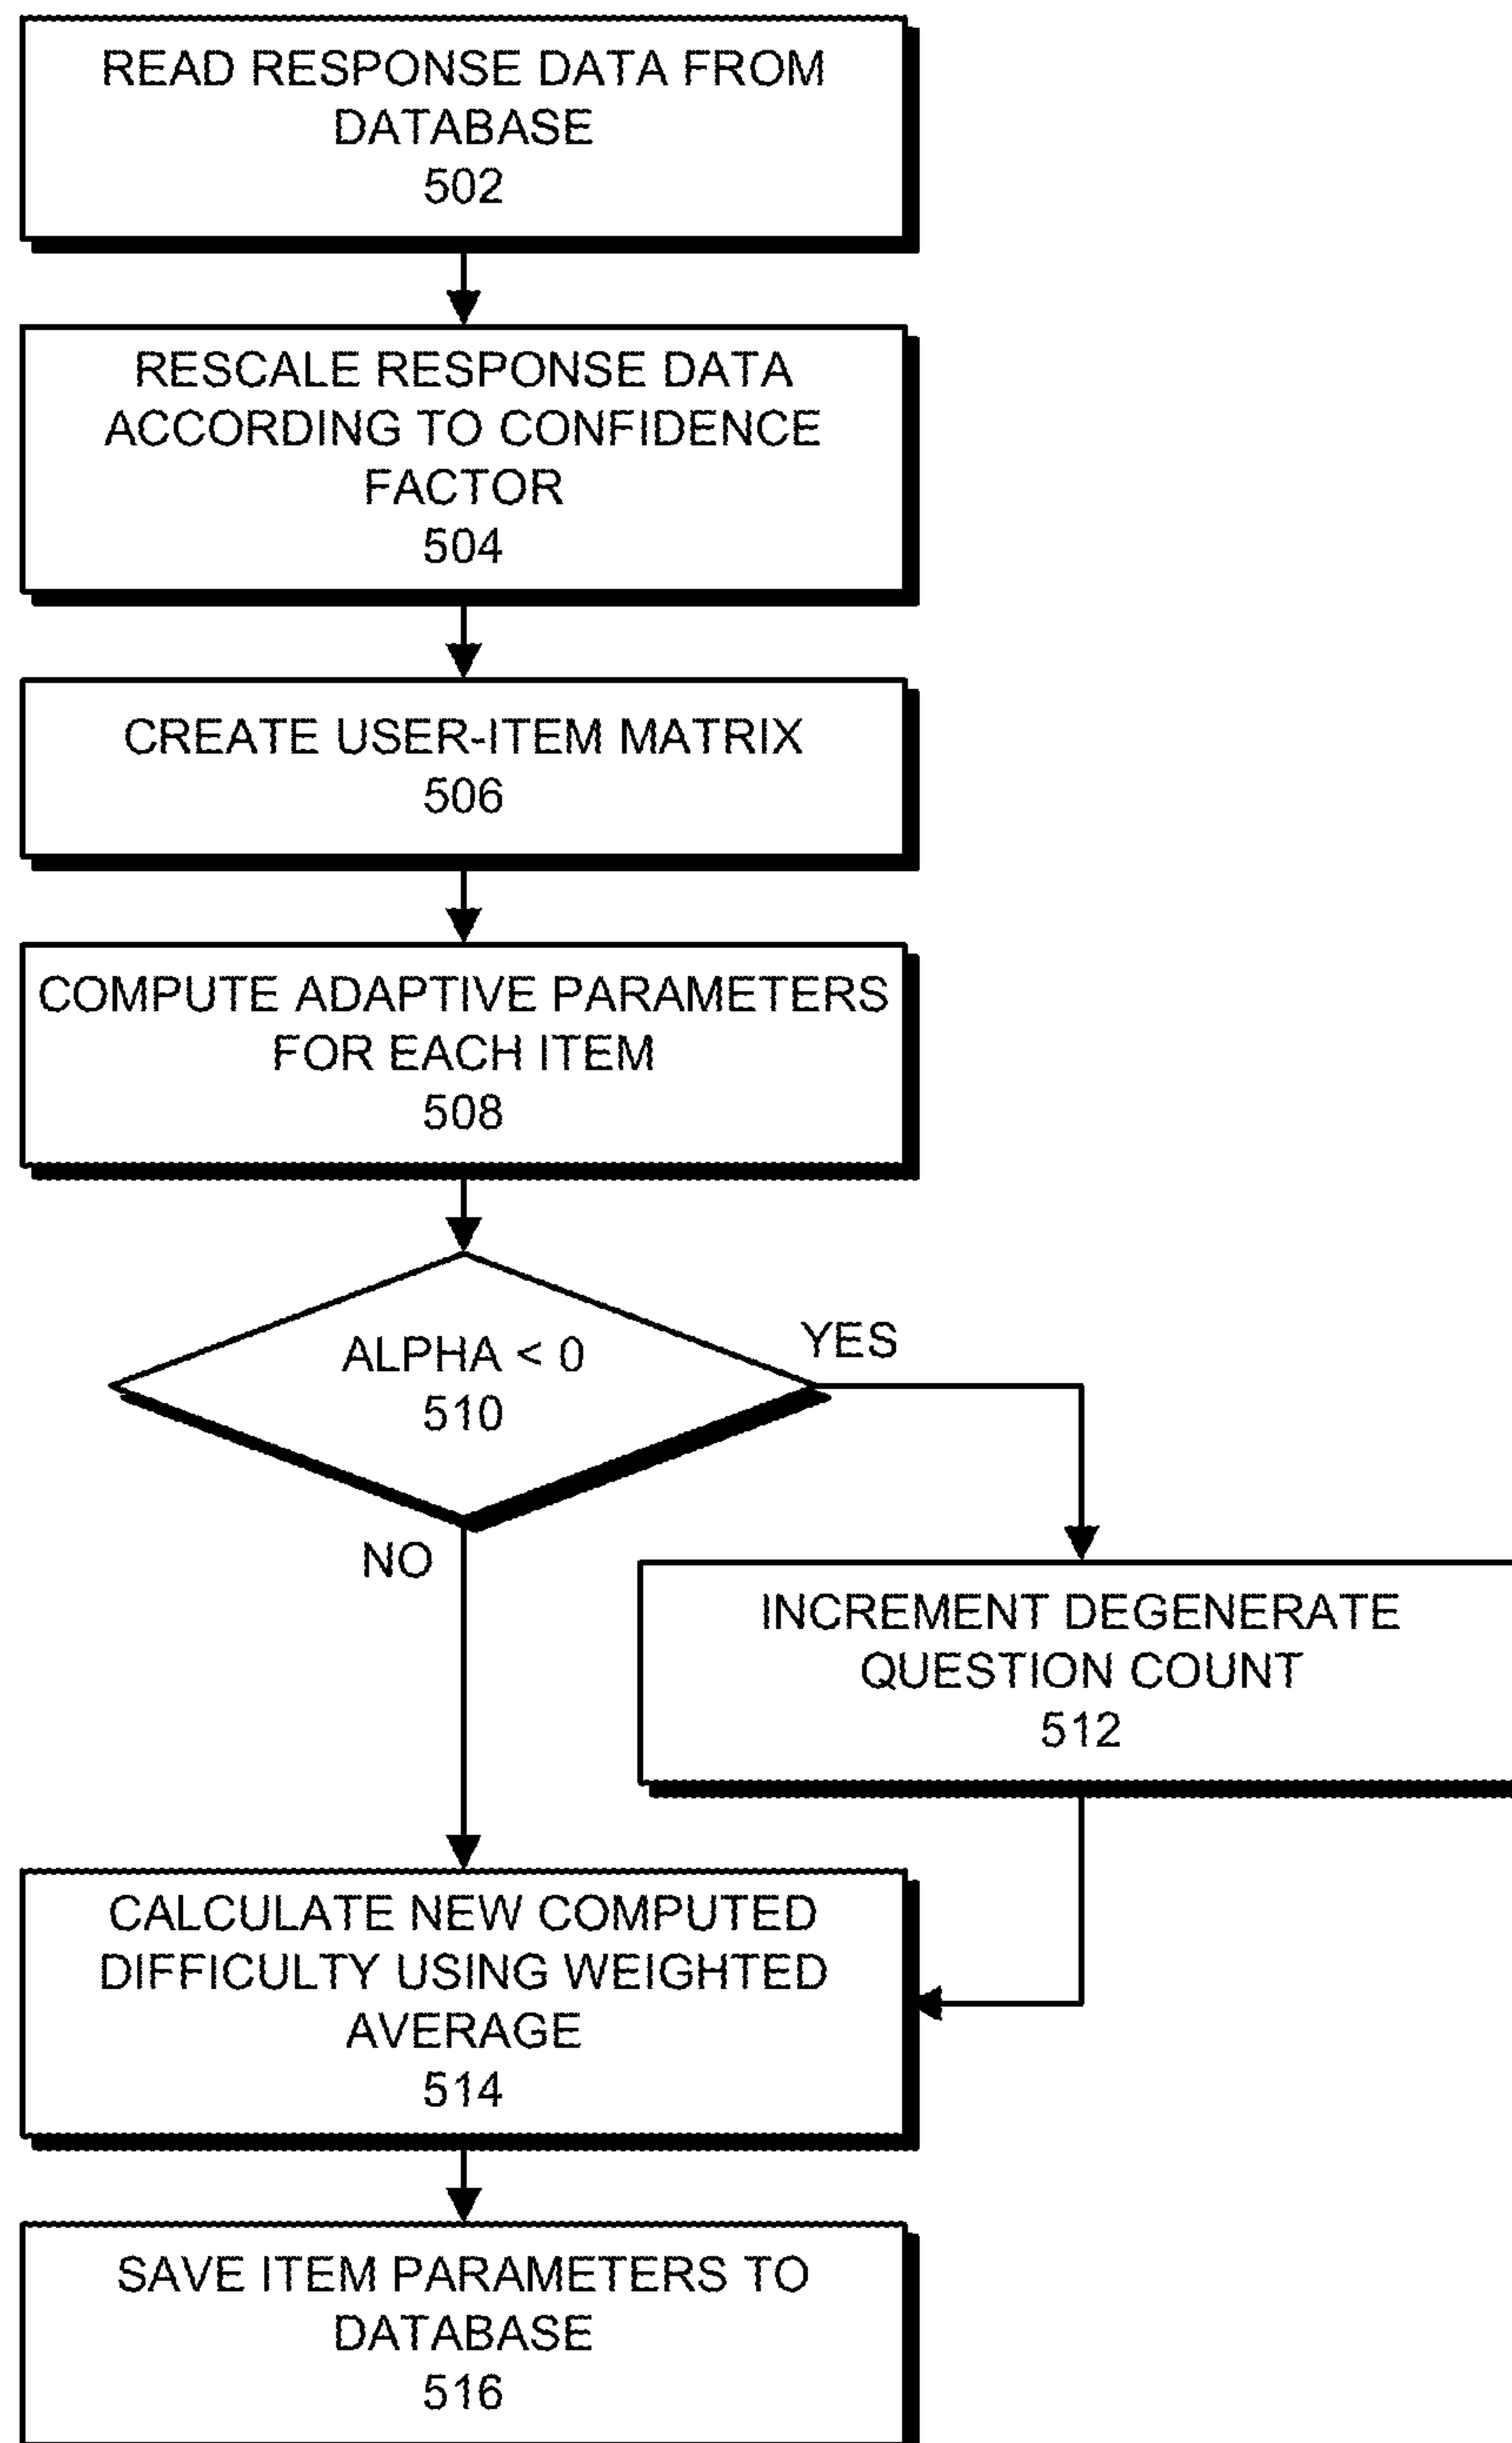 READ RESPONSE DATA FROM
DATABASE
502
RESCALE RESPONSE DATA
ACCORDING TO CONFIDENCE
FACTOR
504
CREATE USER-ITEM MATRIX
506
COMPUTE ADAPTIVE PARAMETERS
FOR EACH ITEM
508
ALPHA < 0
510
YES
NO
INCREMENT DEGENERATE
QUESTION COUNT
512
CALCULATE NEW COMPUTED
DIFFICULTY USING WEIGHTED
AVERAGE
514
SAVE ITEM PARAMETERS TO
DATABASE
516